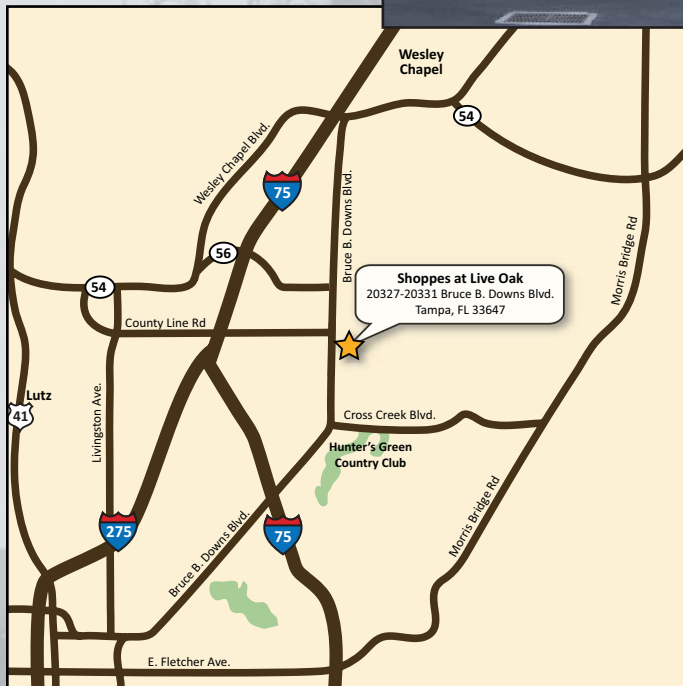 Wesley
Chapel
54
Wesley Chapel Blvd.
75
Bruce B. Downs Blvd.
Morris Bridge Rd
56
54
Shoppes at Live Oak
20327-20331 Bruce B. Downs Blvd.
Tampa, FL 33647
County Line Rd
Lutz
41
Livingston Ave.
Cross Creek Blvd.
Hunter's Green
Country Club
275
75
Bruce B. Downs Blvd.
Morris Bridge Rd
E. Fletcher Ave.